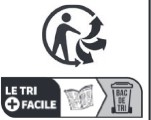 LE TRI
+ FACILE
BAC
DE
TRI